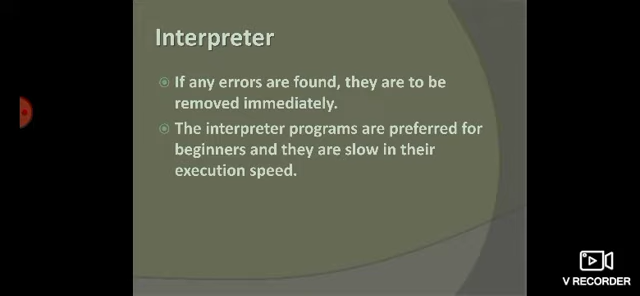 Interpreter
If any errors are found, they are to be
removed immediately.
The interpreter programs are preferred for
beginners and they are slow in their
execution speed.
V RECORDER